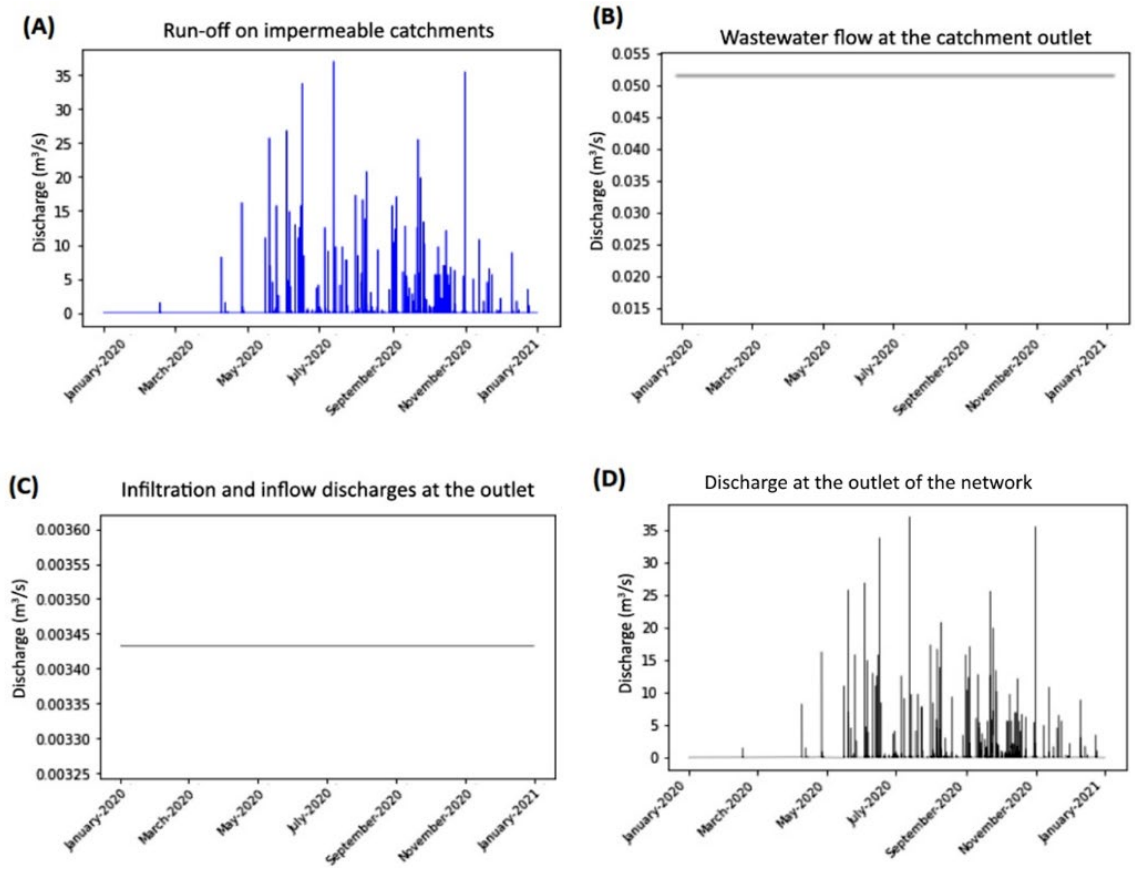 (A)
Run-off on impermeable catchments
Discharge (m³/s)
35
30
25
20
15
10
5
0
January-2020
March-2020
May-2020
July-2020
September-2020
November-2020
January-2021
(B)
Wastewater flow at the catchment outlet
Discharge (m³/s)
0.055
0.050
0.045
0.040
0.035
0.030
0.025
0.020
0.015
January-2020
March-2020
May-2020
July-2020
September-2020
November-2020
January-2021
(C)
Infiltration and inflow discharges at the outlet
Discharge (m³/s)
0.00360
0.00355
0.00350
0.00345
0.00340
0.00335
0.00330
0.00325
January-2020
March-2020
May-2020
July-2020
September-2020
November-2020
January-2021
(D)
Discharge at the outlet of the network
Discharge (m³/s)
35
30
25
20
15
10
5
0
January-2020
March-2020
May-2020
July-2020
September-2020
November-2020
January-2021